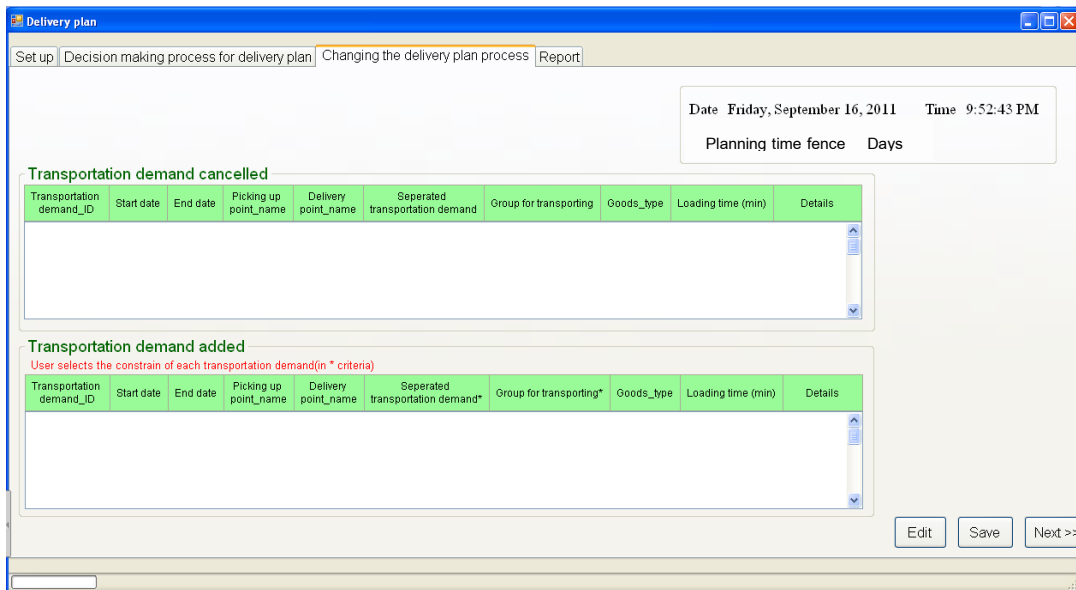 Delivery plan
Set up Decision making process for delivery plan Changing the delivery plan process Report
Date Friday, September 16, 2011 Time 9:52:43 PM
Planning time fence Days
Transportation demand cancelled
Transportation demand_ID Start date End date Picking up point_name Delivery point_name Seperated transportation demand Group for transporting Goods_type Loading time (min) Details
Transportation demand added
User selects the constrain of each transportation demand(in * criteria)
Transportation demand_ID Start date End date Picking up point_name Delivery point_name Seperated transportation demand* Group for transporting* Goods_type Loading time (min) Details
Edit Save Next >>